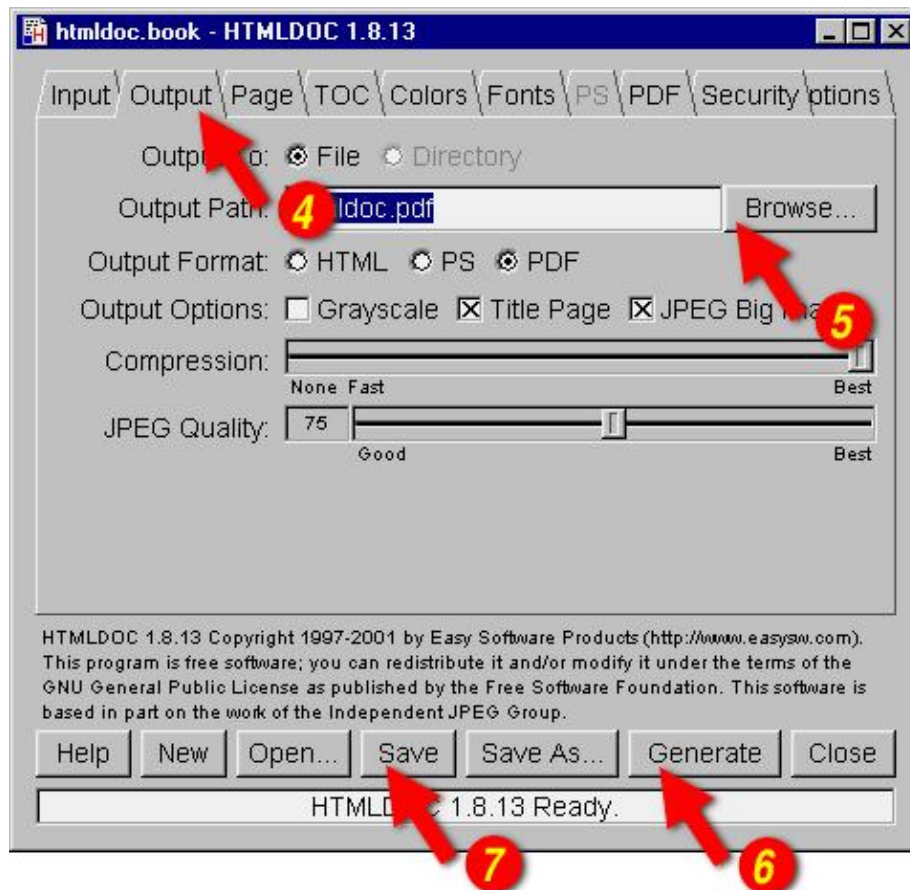 htmldoc.book - HTMLDOC 1.8.13
Input Output Page TOC Colors Fonts PS PDF Security ptions
File Directory
Output Path: ldoc.pdf Browse...
4
Output Format: HTML PS PDF
Output Options: Grayscale Title Page JPEG Big
5
Compression:
None Fast Best
JPEG Quality: 75
Good Best
HTMLDOC 1.8.13 Copyright 1997-2001 by Easy Software Products (http://www.easysw.com).
This program is free software; you can redistribute it and/or modify it under the terms of the
GNU General Public License as published by the Free Software Foundation. This software is
based in part on the work of the Independent JPEG Group.
Help New Open... Save Save As... Generate Close
1.8.13 Ready.
7 6